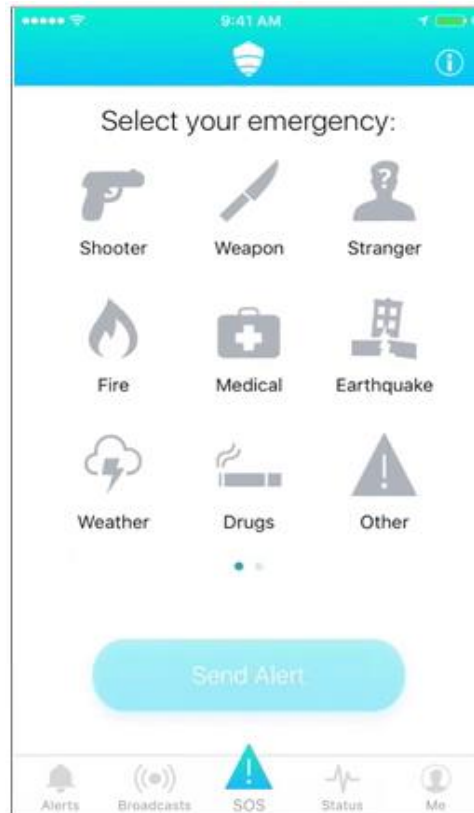 9:41 AM
Select your emergency:
Shooter Weapon Stranger
Fire Medical Earthquake
Weather Drugs Other
Send Alert
Alerts Broadcasts SOS Status Me